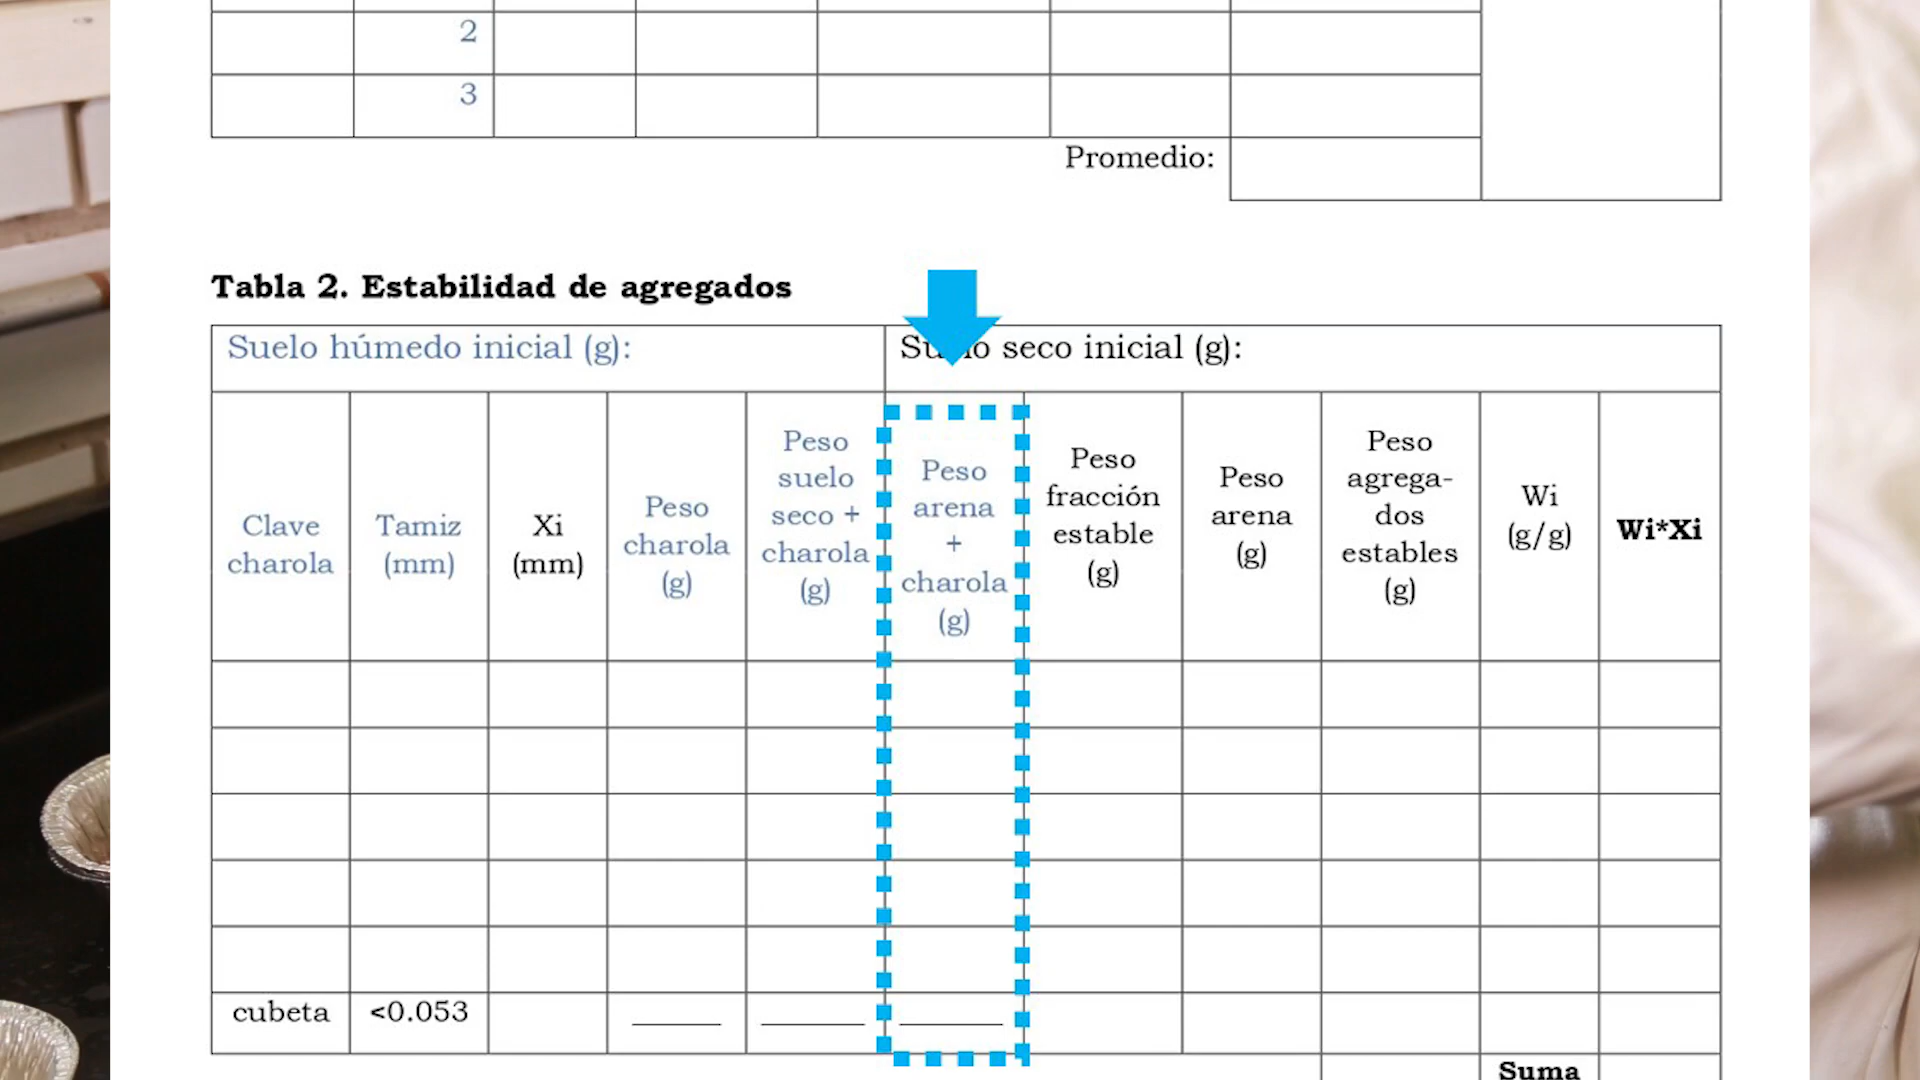 2
3
Promedio:
Tabla 2. Estabilidad de agregados
Suelo húmedo inicial (g):
seco inicial (g):
Clave
charola
Tamiz
(mm)
Xi
(mm)
Peso
charola
(g)
Peso
suelo
seco +
charola
(g)
Peso
arena
+
charola
(g)
Peso
fracción
estable
(g)
Peso
arena
(g)
Peso
agrega-
dos
estables
(g)
Wi
(g/g)
Wi*Xi
cubeta
<0.053
Suma